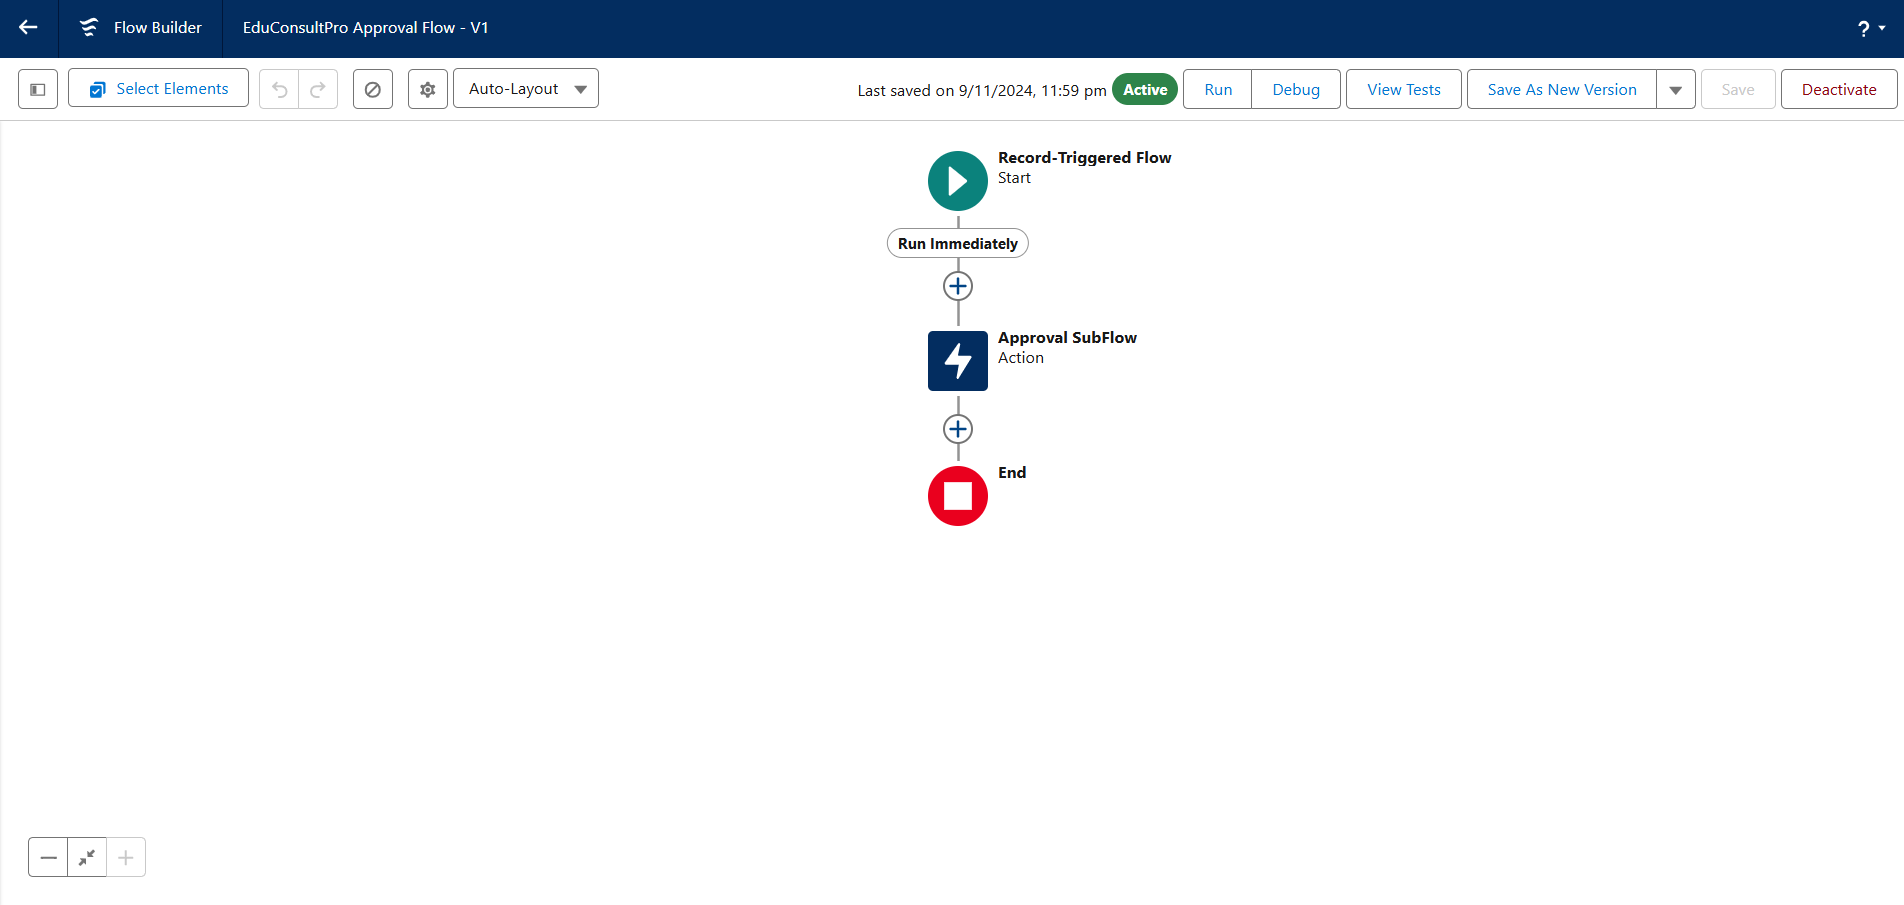 Flow Builder
EduConsultPro Approval Flow - V1
?
Select Elements
Auto-Layout
Last saved on 9/11/2024, 11:59 pm
Active
Run
Debug
View Tests
Save As New Version
Save
Deactivate
Record-Triggered Flow
Start
Run Immediately
Approval SubFlow
Action
End